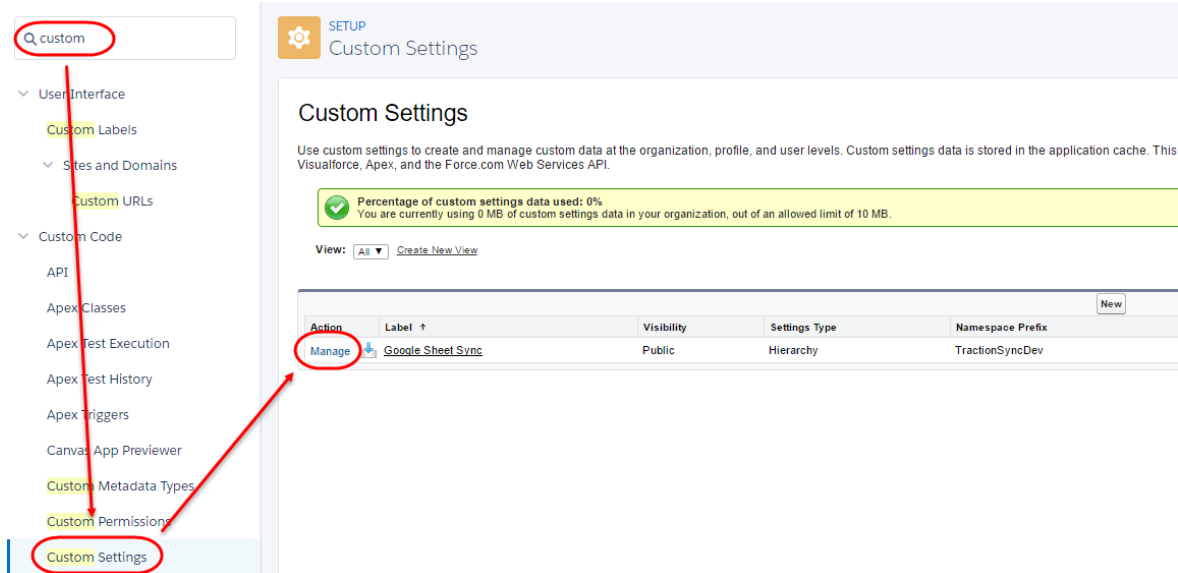 custom
User Interface
Custom Labels
Sites and Domains
Custom URLs
Custom Code
API
Apex Classes
Apex Test Execution
Apex Test History
Apex Triggers
Canvas App Previewer
Custom Metadata Types
Custom Permissions
Custom Settings
SETUP
Custom Settings
Custom Settings
Use custom settings to create and manage custom data at the organization, profile, and user levels. Custom settings data is stored in the application cache. This
Visualforce, Apex, and the Force.com Web Services API.
Percentage of custom settings data used: 0%
You are currently using 0 MB of custom settings data in your organization, out of an allowed limit of 10 MB.
View: All ▼ Create New View
New
Action Label ↑ Visibility Settings Type Namespace Prefix
Manage Google Sheet Sync Public Hierarchy TractionSyncDev